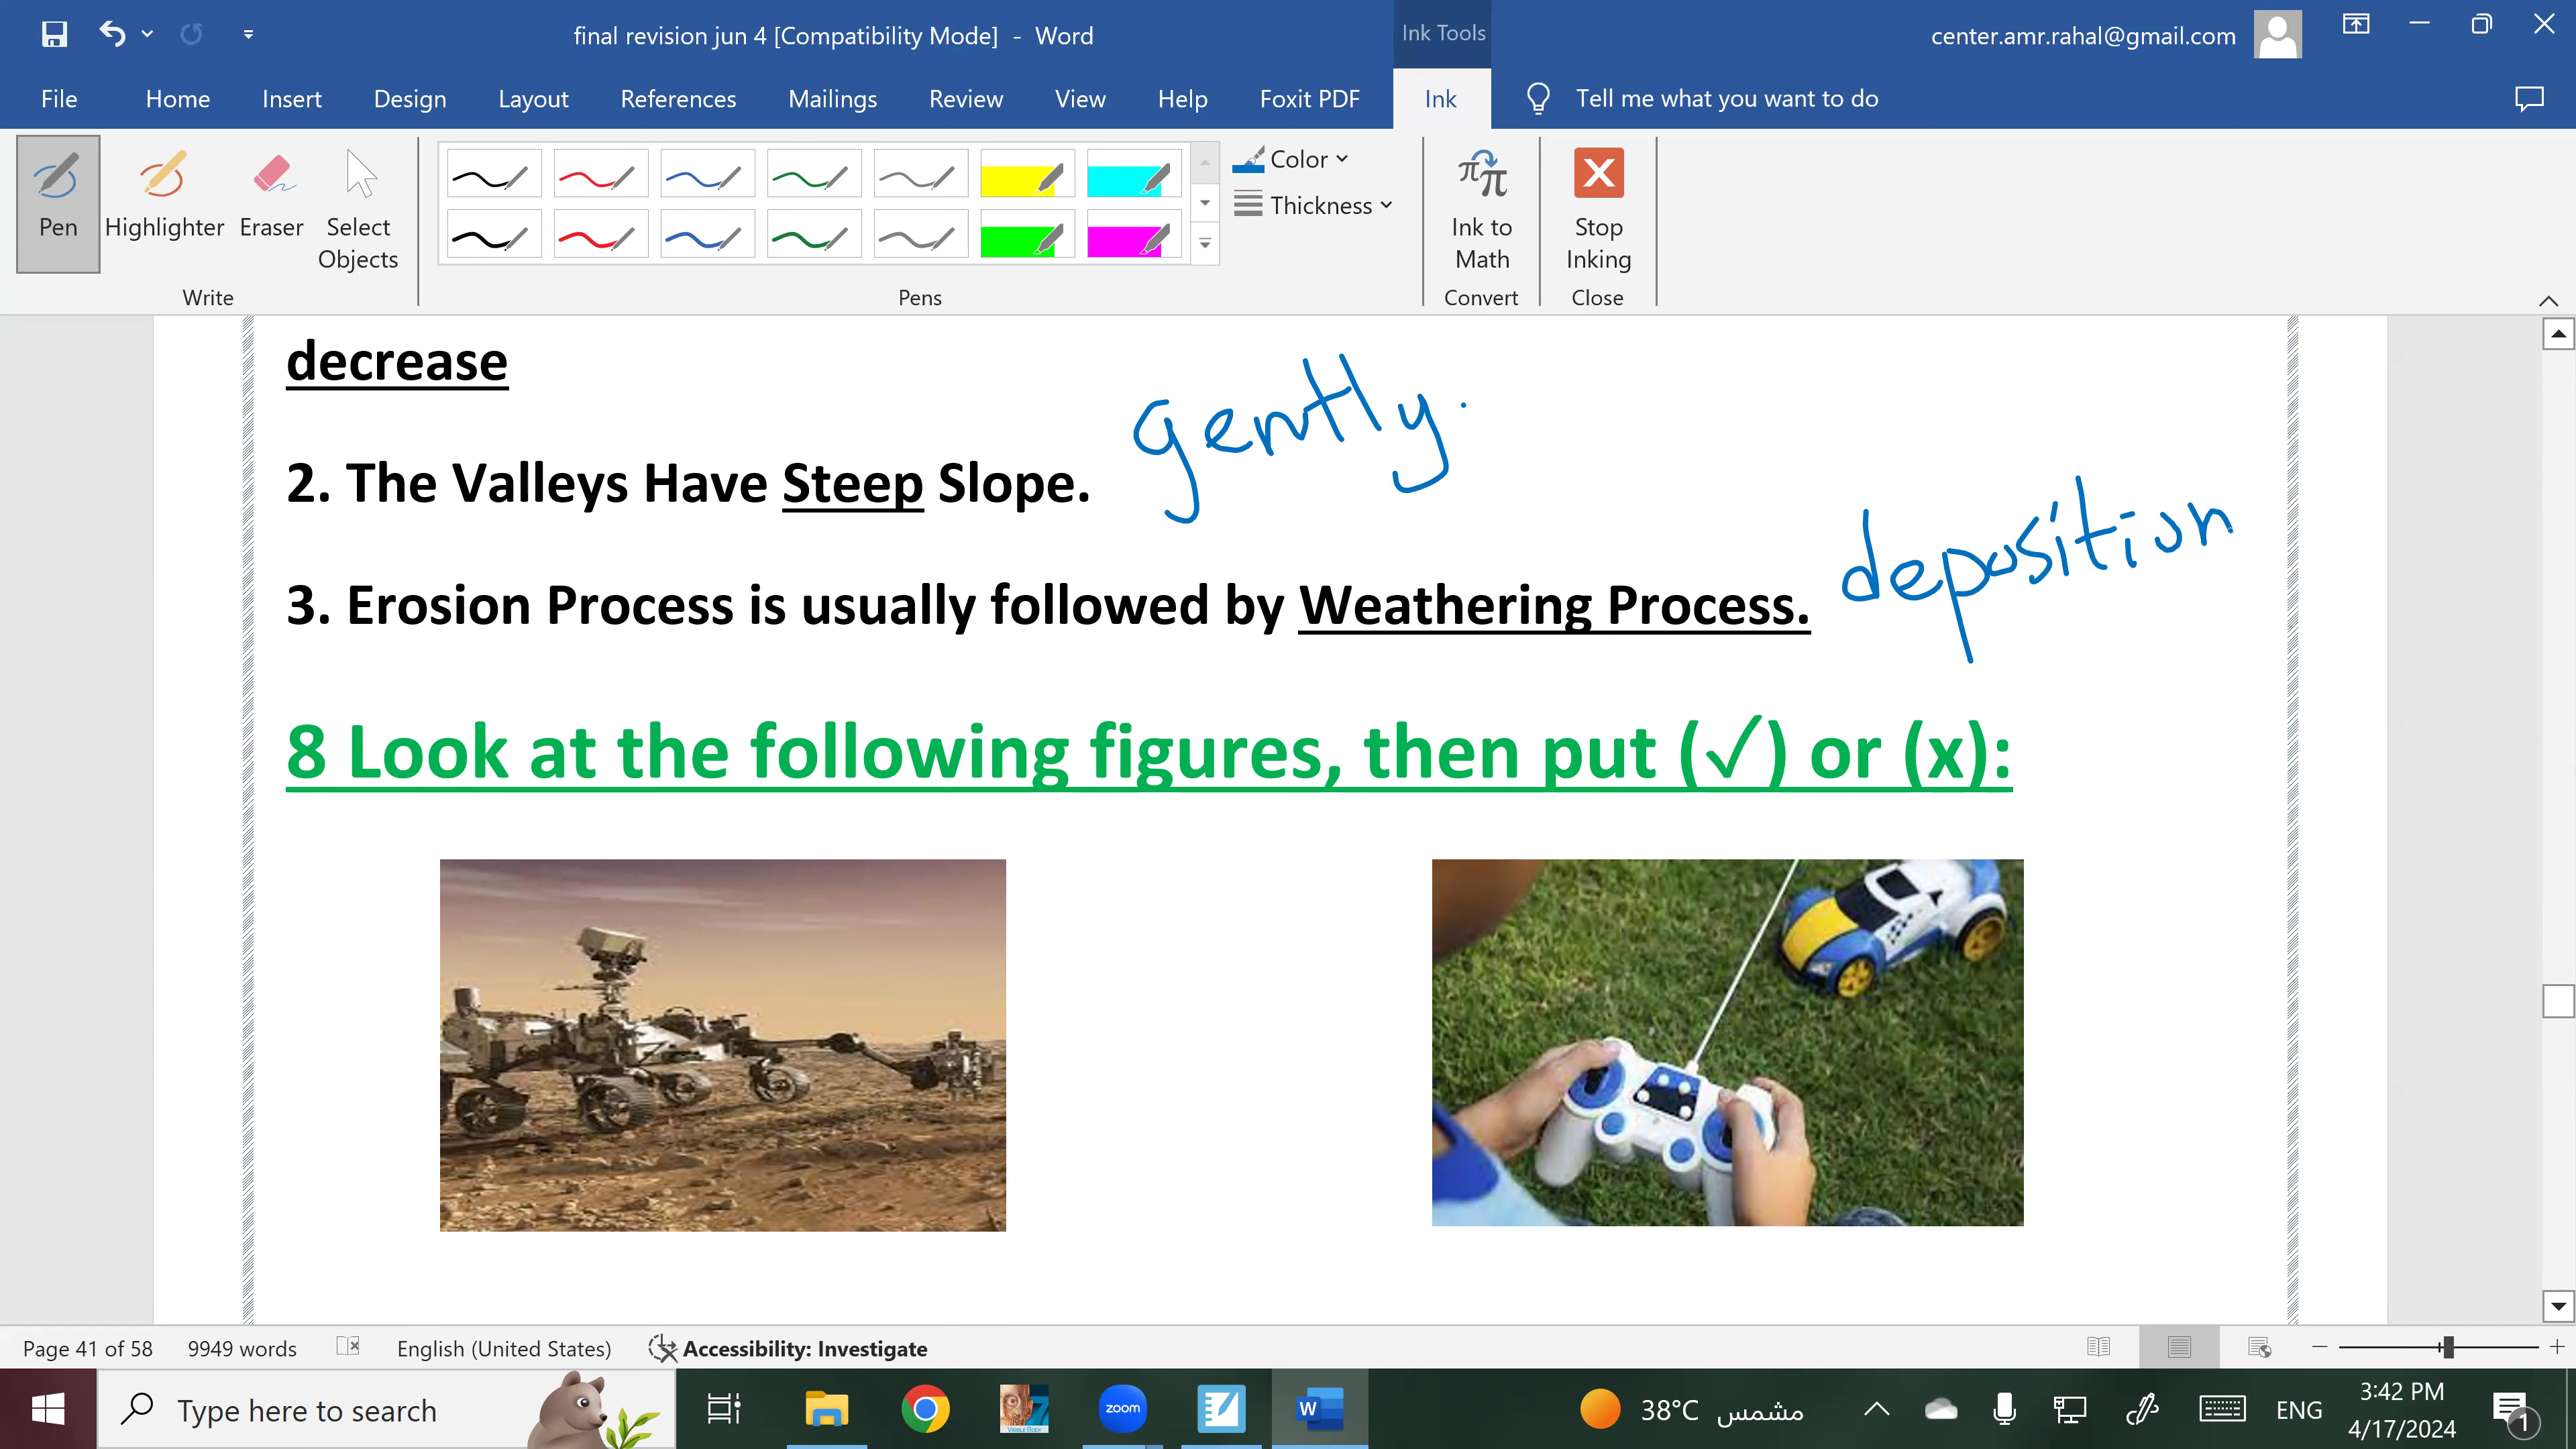 final revision jun 4 [Compatibility Mode] - Word
Ink Tools
center.amr.rahal@gmail.com
File Home Insert Design Layout References Mailings Review View Help Foxit PDF Ink Tell me what you want to do
Pen Highlighter Eraser Select Objects
Write
Pens
Color
Thickness
Ink to Math
Convert
Stop Inking
Close
decrease
gently.
2. The Valleys Have Steep Slope.
deposition
3. Erosion Process is usually followed by Weathering Process.
8 Look at the following figures, then put (✓) or (x):
Page 41 of 58 9949 words English (United States) Accessibility: Investigate
Type here to search
zoom
W
38°C مشمس
ENG
3:42 PM
4/17/2024
1